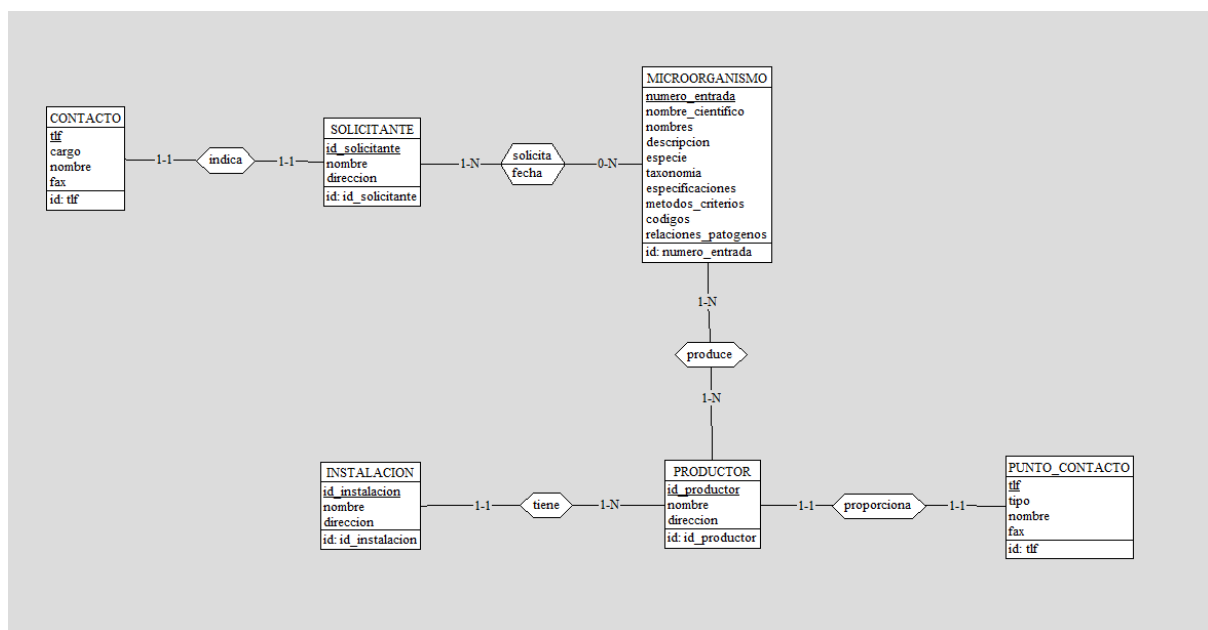 CONTACTO
tlf
cargo
nombre
fax
id: tlf
1-1
indica
1-1
SOLICITANTE
id_solicitante
nombre
direccion
id: id_solicitante
1-N
solicita
fecha
0-N
MICROORGANISMO
numero_entrada
nombre_cientifico
nombres
descripcion
especie
taxonomia
especificaciones
metodos_criterios
codigos
relaciones_patogenos
id: numero_entrada
1-N
produce
1-N
INSTALACION
id_instalacion
nombre
direccion
id: id_instalacion
1-1
tiene
1-N
PRODUCTOR
id_productor
nombre
direccion
id: id_productor
1-1
proporciona
1-1
PUNTO_CONTACTO
tlf
tipo
nombre
fax
id: tlf